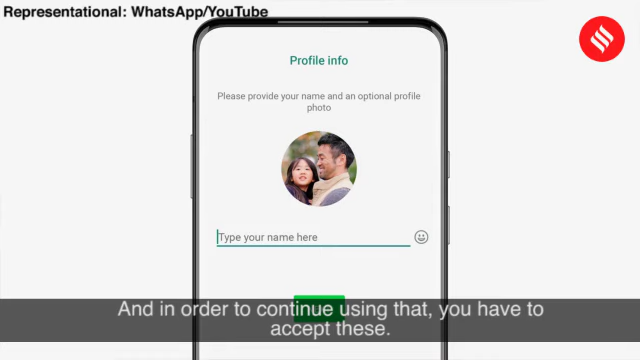 Representational: WhatsApp/YouTube
Profile info
Please provide your name and an optional profile
photo
Type your name here
And in order to continue using that, you have to
accept these.